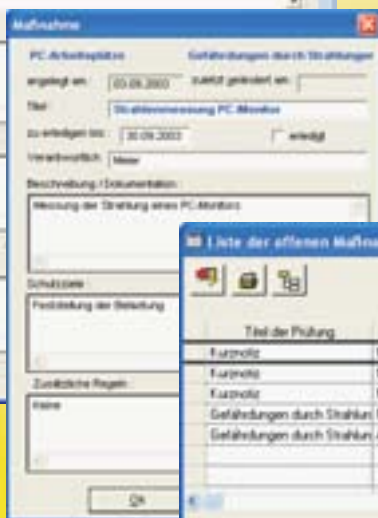 Maßnahme
PC-Arbeitsplätze Gefährdungen durch Strahlungen
angelegt am: 03.09.2003 zuletzt geändert am:
Titel: Strahlenmessung PC-Monitor
zu erledigen bis: 30.09.2003 erledigt
Verantwortlich: Meier
Beschreibung / Dokumentation:
Messung der Strahlung eines PC-Monitors
Schutzziele:
Feststellung der Belastung
Zusätzliche Regeln:
Keine
Ok
Liste der offenen Maßna
Titel der Prüfung
Kurznotiz
Kurznotiz
Kurznotiz
Gefährdungen durch Strahlun
Gefährdungen durch Strahlun